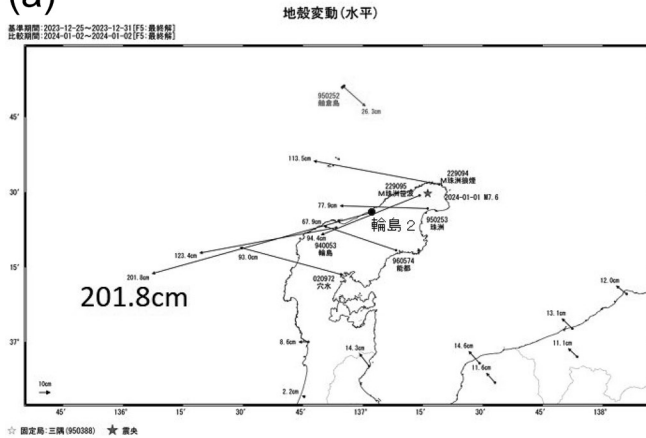 (a)
地殻変動(水平)
基準期間:2023-12-25~2023-12-31[F5:最終解]
比較期間:2024-01-02~2024-01-02[F5:最終解]
45'
950252
舳倉島
26.3cm
113.5cm
229094
M珠洲狼煙
30'
229095
M珠洲笹波
2024-01-01 M7.6
77.9cm
67.9cm
輪島2
950253
珠洲
94.4cm
940053
輪島
123.4cm
93.0cm
960574
能都
15'
201.8cm
020972
穴水
12.0cm
201.8cm
13.1cm
37'
8.6cm
14.3cm
14.6cm
11.1cm
11.6cm
10cm
2.2cm
45' 136° 15' 30' 45' 137° 15' 30' 45' 138°
☆ 固定局:三隅(950388) ★ 震央